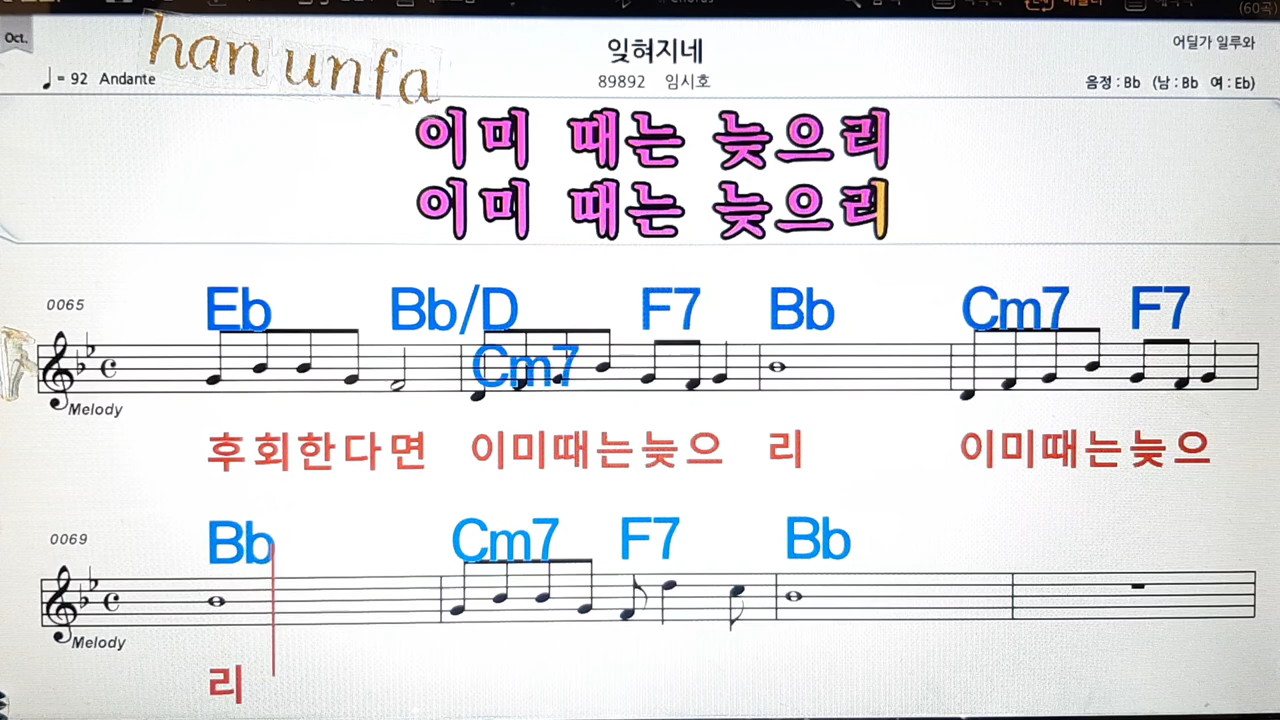 (60곡)
Oct.
han unfa
잊혀지네
어딜가 일루와
♩= 92 Andante
89892 임시호
음정 : Bb (남 : Bb 여 : Eb)
이미 때는 늦으리
이미 때는 늦으리
0065
Eb Bb/D F7 Bb Cm7 F7
Cm7
Melody
후회한다면 이미때는늦으 리 이미때는늦으
0069
Bb Cm7 F7 Bb
Melody
리